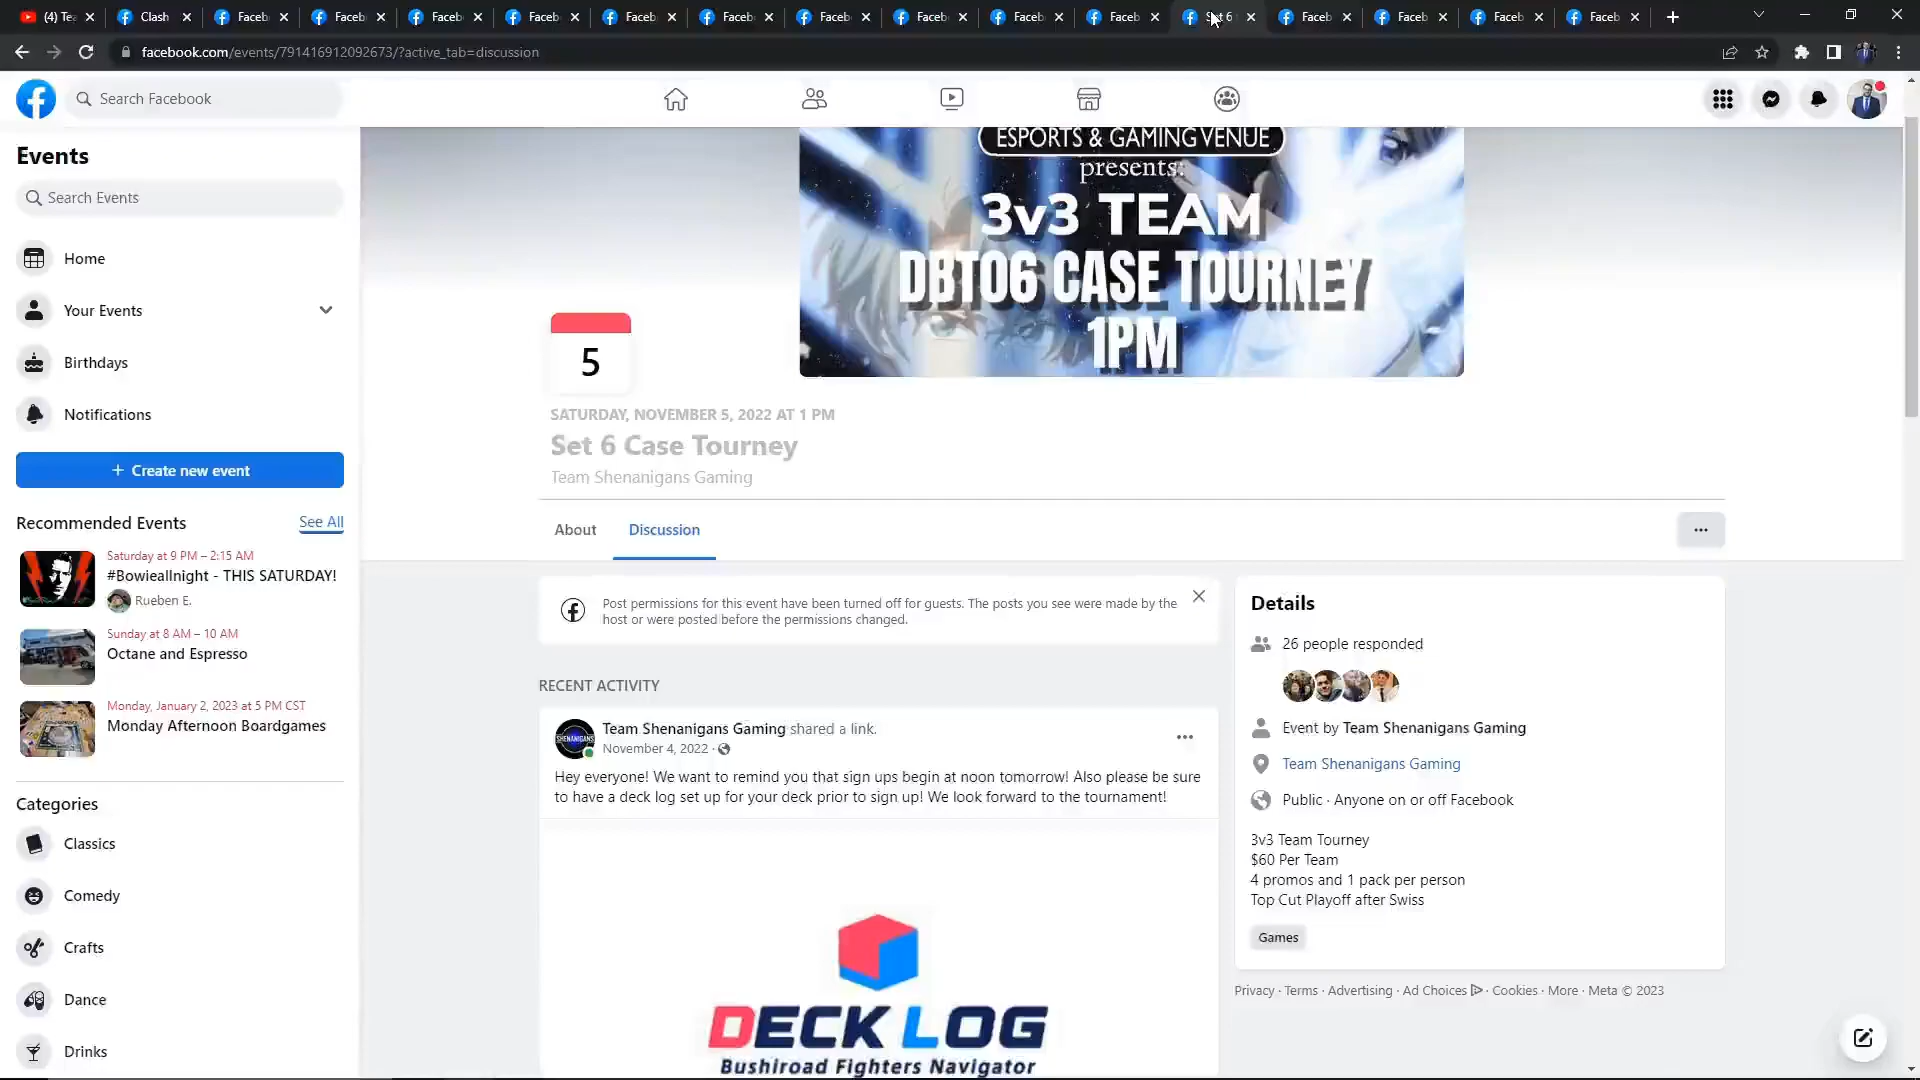 (4) Tea
Clash
Faceb
Faceb
Faceb
Faceb
Faceb
Faceb
Faceb
Faceb
Faceb
Faceb
Set 6
Faceb
Faceb
Faceb
Faceb
facebook.com/events/791416912092673/?active_tab=discussion
Search Facebook
Events
Search Events
Home
Your Events
Birthdays
Notifications
+ Create new event
Recommended Events
See All
Saturday at 9 PM – 2:15 AM
#Bowieallnight - THIS SATURDAY!
Rueben E.
Sunday at 8 AM – 10 AM
Octane and Espresso
Monday, January 2, 2023 at 5 PM CST
Monday Afternoon Boardgames
Categories
Classics
Comedy
Crafts
Dance
Drinks
ESPORTS & GAMING VENUE
presents:
3v3 TEAM
DBT06 CASE TOURNEY
1PM
5
SATURDAY, NOVEMBER 5, 2022 AT 1 PM
Set 6 Case Tourney
Team Shenanigans Gaming
About
Discussion
Post permissions for this event have been turned off for guests. The posts you see were made by the
host or were posted before the permissions changed.
RECENT ACTIVITY
SHENANIGANS
Team Shenanigans Gaming shared a link.
November 4, 2022 ·
Hey everyone! We want to remind you that sign ups begin at noon tomorrow! Also please be sure
to have a deck log set up for your deck prior to sign up! We look forward to the tournament!
DECK LOG
Bushiroad Fighters Navigator
Details
26 people responded
Event by Team Shenanigans Gaming
Team Shenanigans Gaming
Public · Anyone on or off Facebook
3v3 Team Tourney
$60 Per Team
4 promos and 1 pack per person
Top Cut Playoff after Swiss
Games
Privacy · Terms · Advertising · Ad Choices · Cookies · More · Meta © 2023